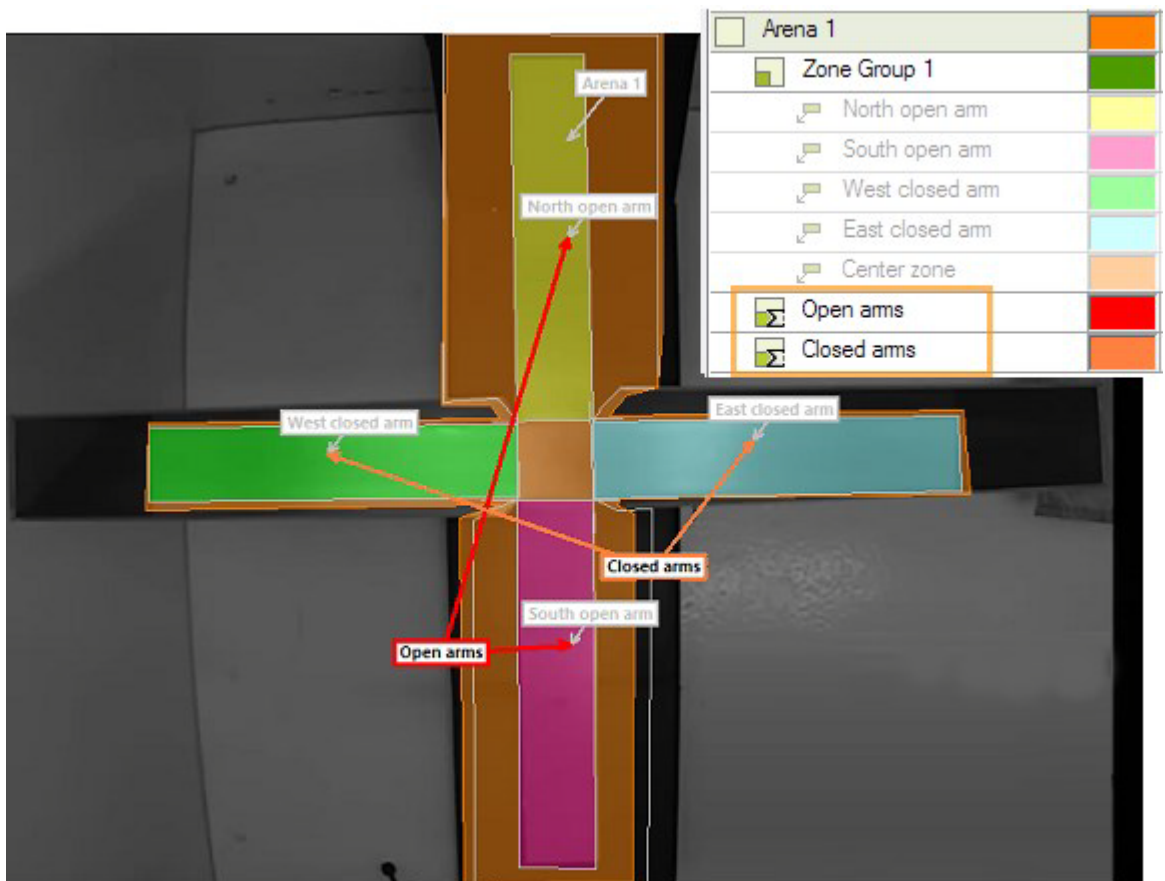 Arena 1
Zone Group 1
North open arm
South open arm
West closed arm
East closed arm
Center zone
Open arms
Closed arms
Arena 1
North open arm
West closed arm
East closed arm
Closed arms
South open arm
Open arms